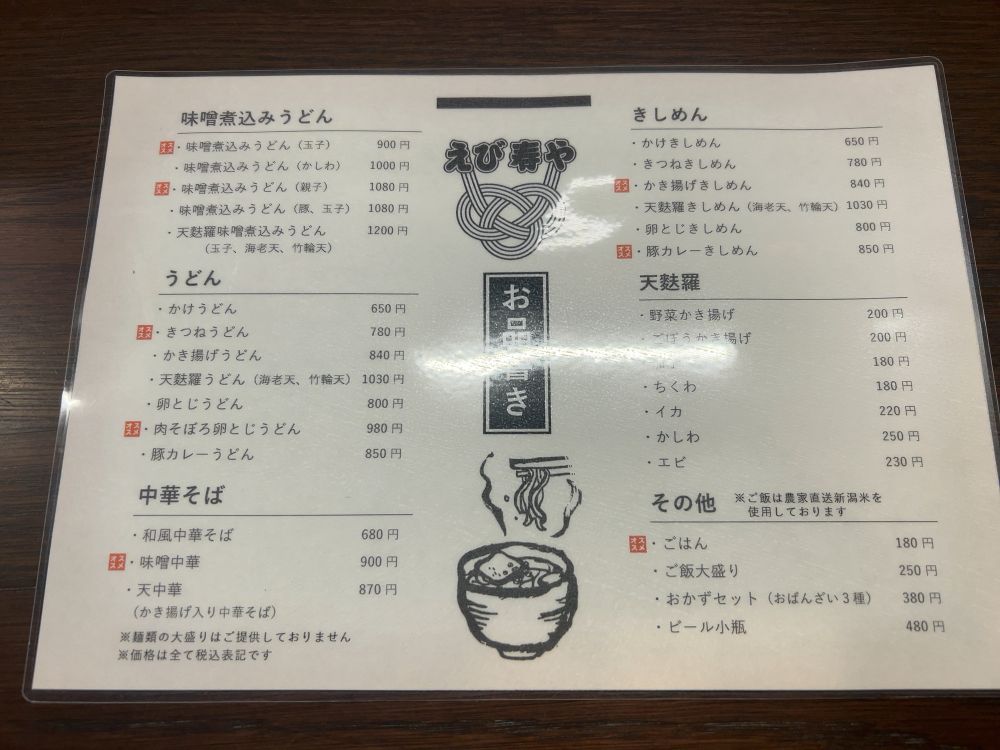 味噌煮込みうどん
オススメ・味噌煮込みうどん（玉子） 900円
・味噌煮込みうどん（かしわ） 1000円
オススメ・味噌煮込みうどん（親子） 1080円
・味噌煮込みうどん（豚、玉子） 1080円
・天麩羅味噌煮込みうどん 1200円
（玉子、海老天、竹輪天）
うどん
・かけうどん 650円
オススメ・きつねうどん 780円
・かき揚げうどん 840円
・天麩羅うどん（海老天、竹輪天） 1030円
・卵とじうどん 800円
オススメ・肉そぼろ卵とじうどん 980円
・豚カレーうどん 850円
中華そば
・和風中華そば 680円
オススメ・味噌中華 900円
・天中華 870円
（かき揚げ入り中華そば）
※麺類の大盛りはご提供しておりません
※価格は全て税込表記です
えび寿や
お品書き
きしめん
・かけきしめん 650円
・きつねきしめん 780円
オススメ・かき揚げきしめん 840円
・天麩羅きしめん（海老天、竹輪天） 1030円
・卵とじきしめん 800円
オススメ・豚カレーきしめん 850円
天麩羅
・野菜かき揚げ 200円
・ごぼうかき揚げ 200円
180円
・ちくわ 180円
・イカ 220円
・かしわ 250円
・エビ 230円
その他 ※ご飯は農家直送新潟米を
使用しております
オススメ・ごはん 180円
・ご飯大盛り 250円
・おかずセット（おばんざい３種） 380円
・ビール小瓶 480円